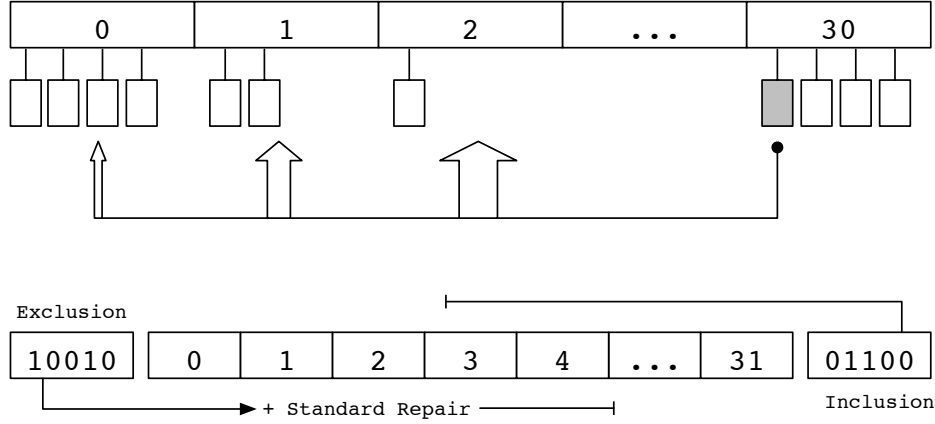 0 1 2 ... 30
Exclusion
10010 0 1 2 3 4 ... 31 01100
+ Standard Repair
Inclusion